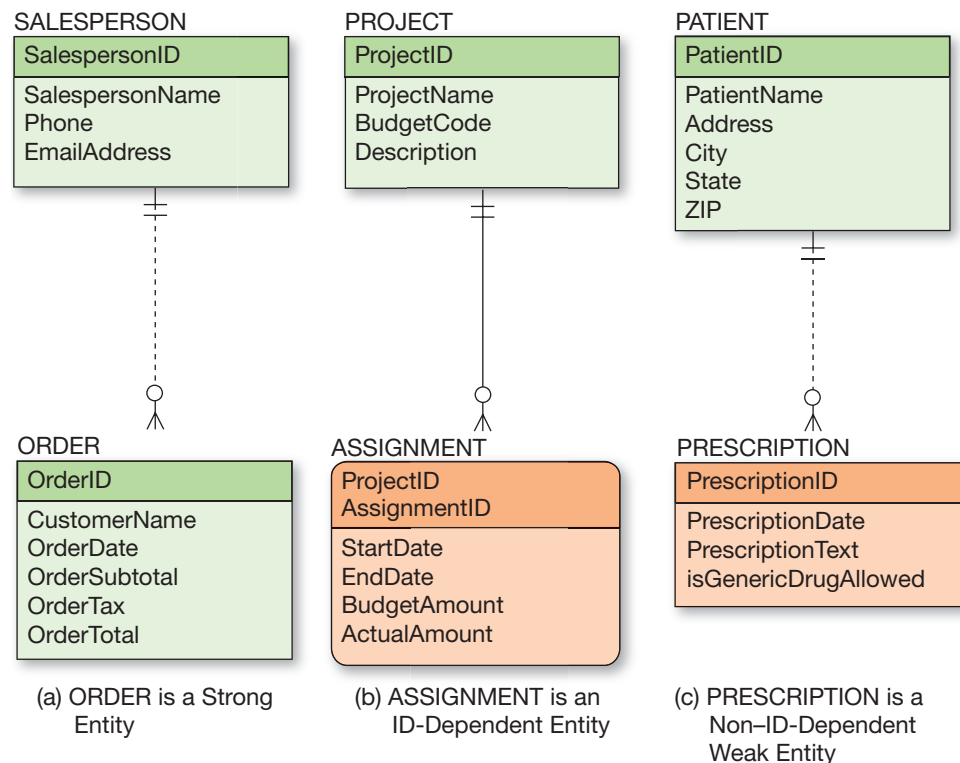 SALESPERSON
SalespersonID
SalespersonName
Phone
EmailAddress
ORDER
OrderID
CustomerName
OrderDate
OrderSubtotal
OrderTax
OrderTotal
(a) ORDER is a Strong
Entity
PROJECT
ProjectID
ProjectName
BudgetCode
Description
ASSIGNMENT
ProjectID
AssignmentID
StartDate
EndDate
BudgetAmount
ActualAmount
(b) ASSIGNMENT is an
ID-Dependent Entity
PATIENT
PatientID
PatientName
Address
City
State
ZIP
PRESCRIPTION
PrescriptionID
PrescriptionDate
PrescriptionText
isGenericDrugAllowed
(c) PRESCRIPTION is a
Non–ID-Dependent
Weak Entity